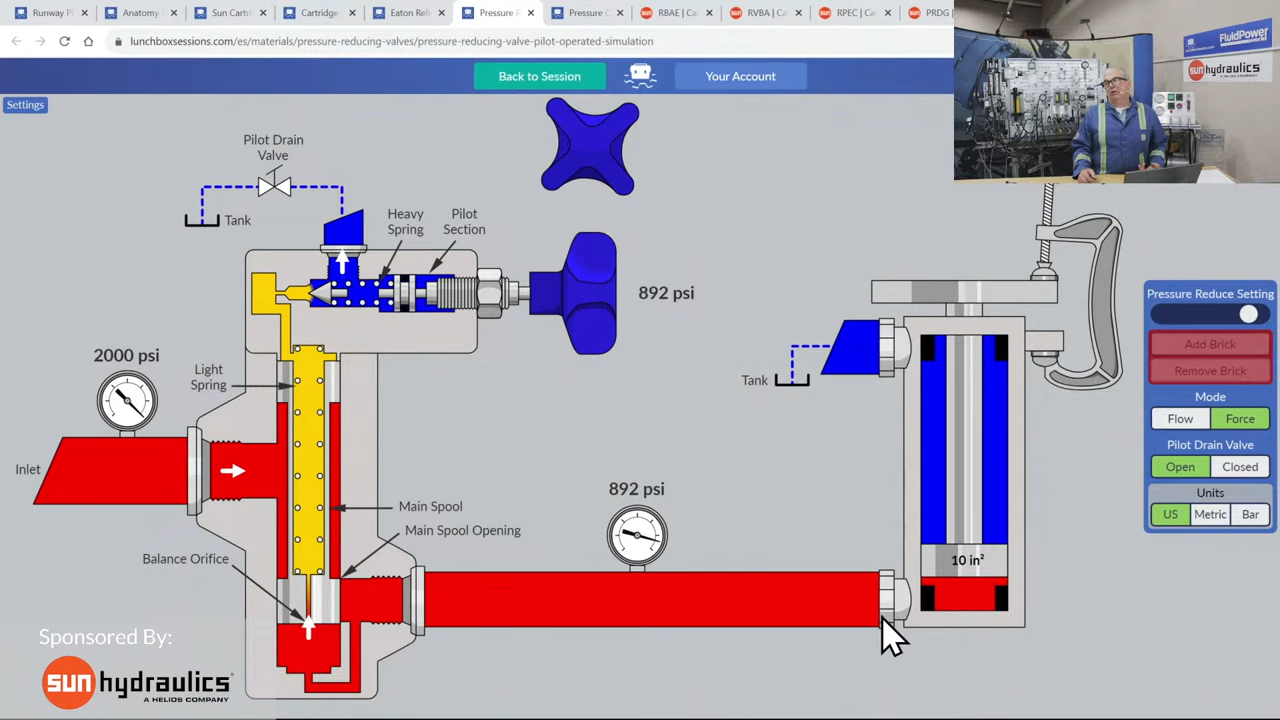 Runway Pl
Anatomy
Sun Cartri
Cartridge
Eaton Reli
Pressure R
Pressure C
RBAE | Ca
RVBA | Ca
RPEC | Ca
PRDG
lunchboxsessions.com/es/materials/pressure-reducing-valves/pressure-reducing-valve-pilot-operated-simulation
FluidPower
World
sun hydraulics
Back to Session
Your Account
Settings
Pilot Drain
Valve
Tank
Heavy
Spring
Pilot
Section
892 psi
Pressure Reduce Setting
Add Brick
Remove Brick
Mode
Flow
Force
Pilot Drain Valve
Open
Closed
Units
US
Metric
Bar
2000 psi
Light
Spring
Tank
Inlet
892 psi
Main Spool
Main Spool Opening
Balance Orifice
10 in²
Sponsored By:
sun hydraulics
A HELIOS COMPANY